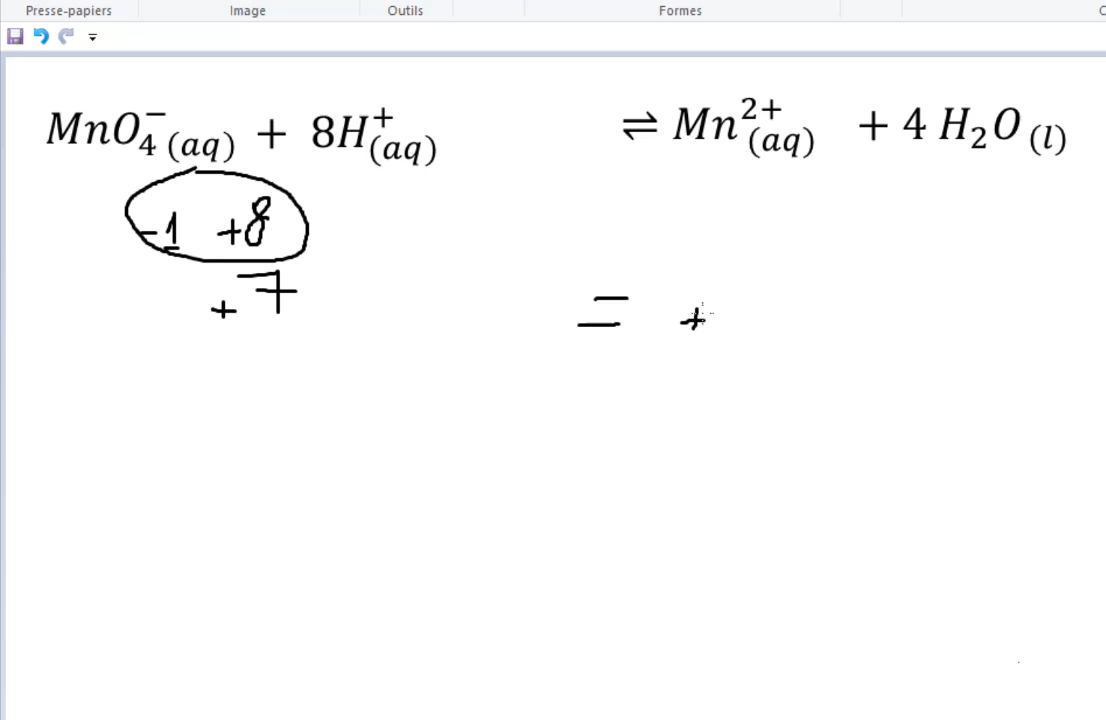 Presse-papiers Image Outils Formes C
MnO₄⁻ (aq) + 8H⁺(aq) ⇌ Mn²⁺(aq) + 4 H₂O (l)
-1 +8
+7 = +